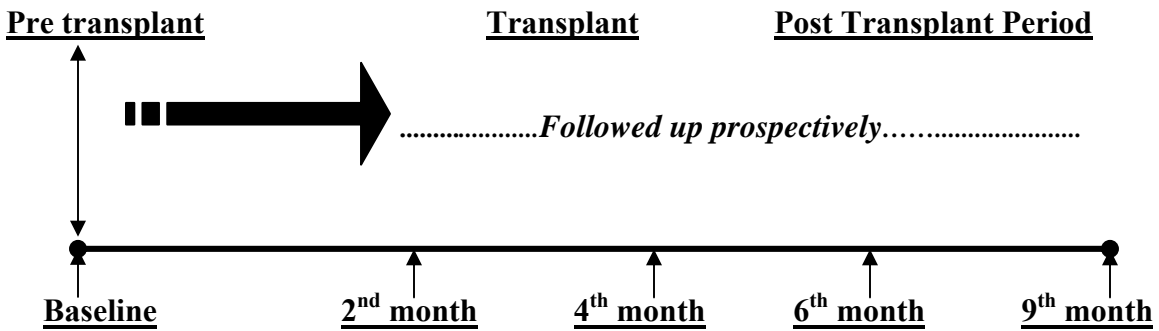 Pre transplant Transplant Post Transplant Period
......................Followed up prospectively…….......................
Baseline 2nd month 4th month 6th month 9th month